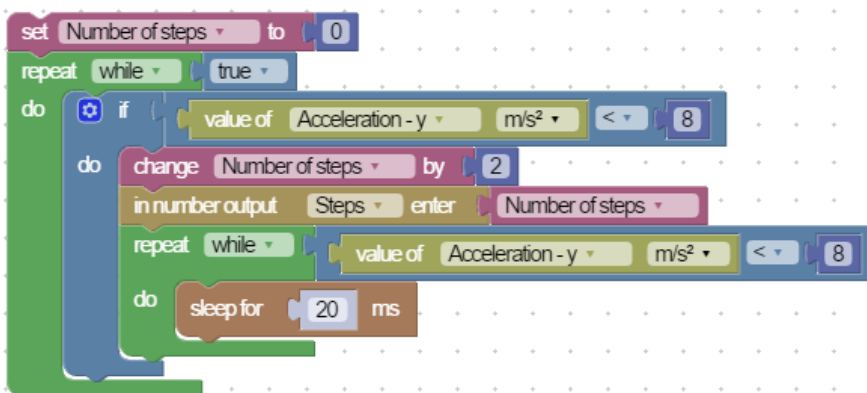 set Number of steps to 0
repeat while true
do if value of Acceleration - y m/s² < 8
do change Number of steps by 2
in number output Steps enter Number of steps
repeat while value of Acceleration - y m/s² < 8
do sleep for 20 ms